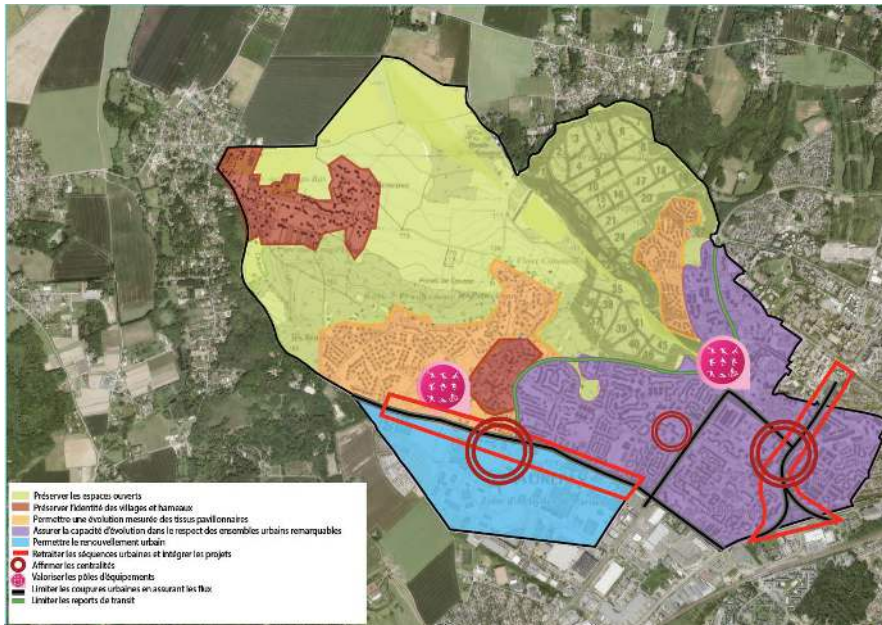 Préserver les espaces ouverts
Préserver l'identité des villages et hameaux
Permettre une évolution mesurée des tissus pavillonnaires
Assurer la capacité d'évolution dans le respect des ensembles urbains remarquables
Permettre le renouvellement urbain
Retraiter les séquences urbaines et intégrer les projets
Affirmer les centralités
Valoriser les pôles d'équipements
Limiter les coupures urbaines en assurant les flux
Limiter les reports de transit